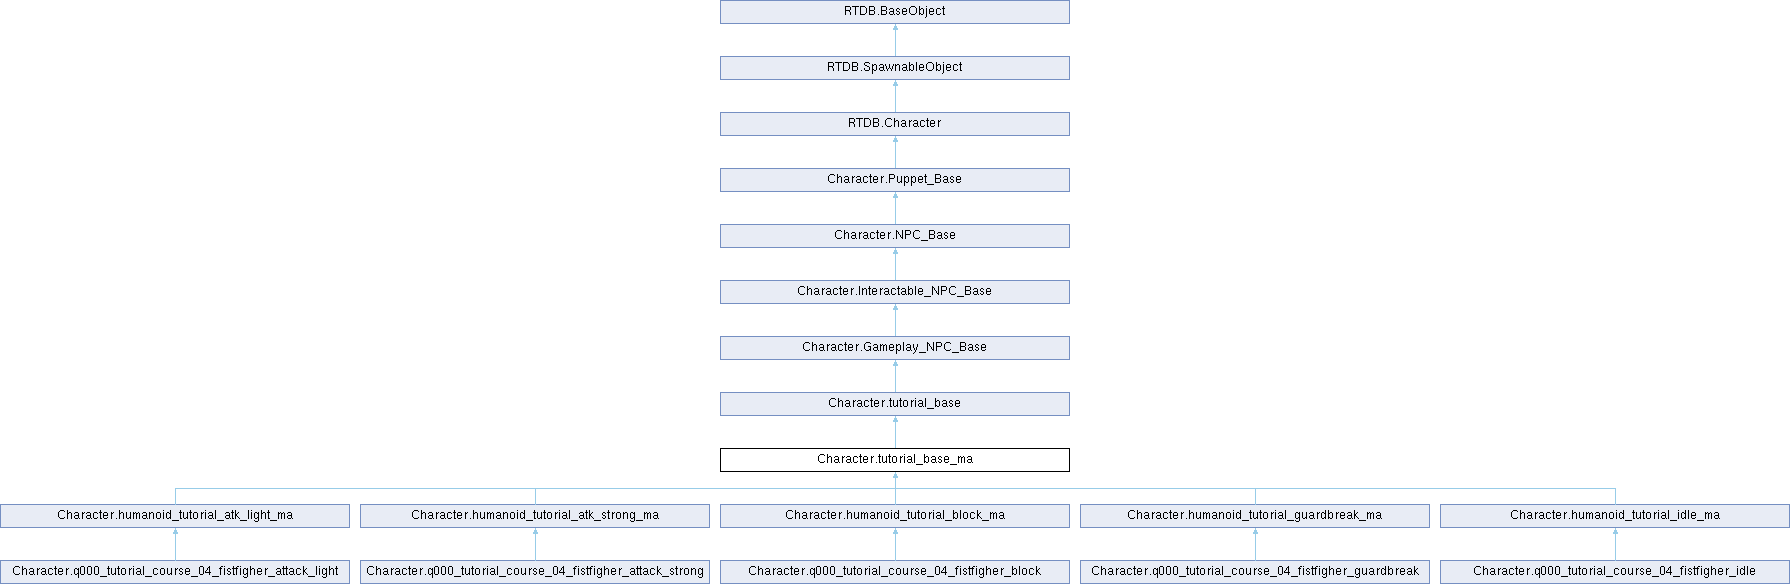 RTDB.BaseObject
RTDB.SpawnableObject
RTDB.Character
Character.Puppet_Base
Character.NPC_Base
Character.Interactable_NPC_Base
Character.Gameplay_NPC_Base
Character.tutorial_base
Character.tutorial_base_ma
Character.humanoid_tutorial_atk_light_ma
Character.humanoid_tutorial_atk_strong_ma
Character.humanoid_tutorial_block_ma
Character.humanoid_tutorial_guardbreak_ma
Character.humanoid_tutorial_idle_ma
Character.q000_tutorial_course_04_fistfigher_attack_light
Character.q000_tutorial_course_04_fistfigher_attack_strong
Character.q000_tutorial_course_04_fistfigher_block
Character.q000_tutorial_course_04_fistfigher_guardbreak
Character.q000_tutorial_course_04_fistfigher_idle